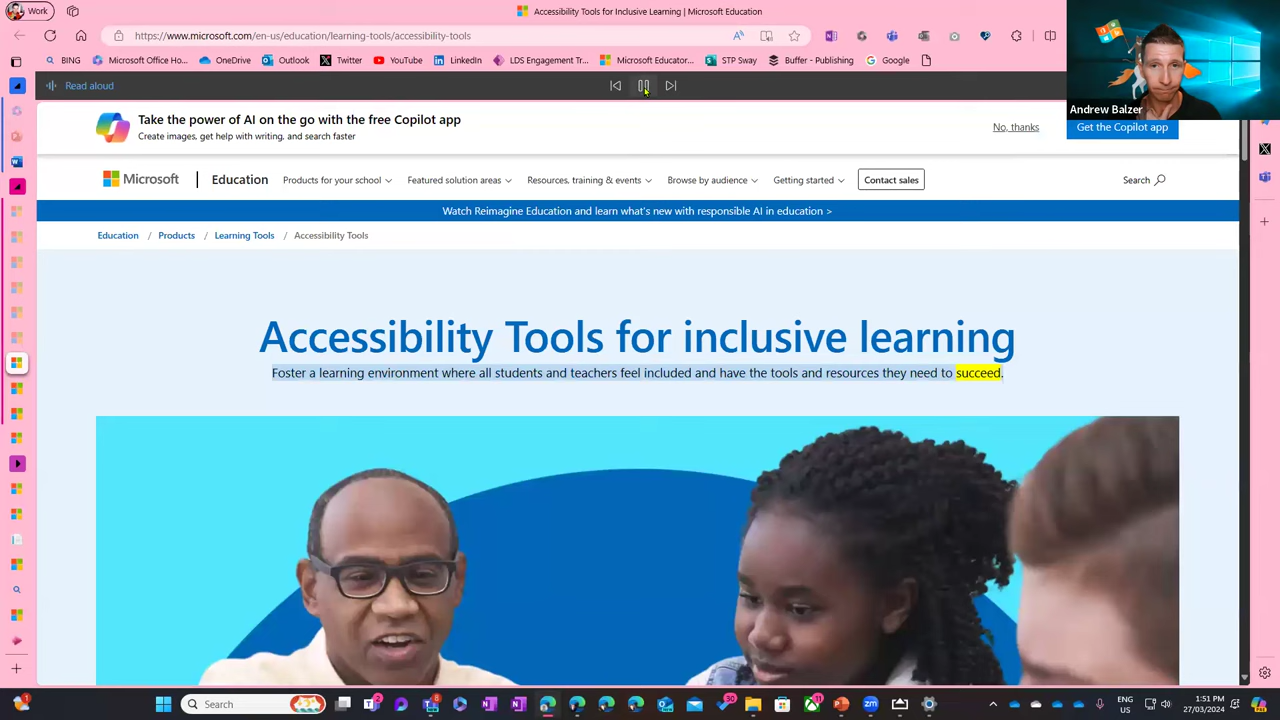 Work
Accessibility Tools for Inclusive Learning | Microsoft Education
https://www.microsoft.com/en-us/education/learning-tools/accessibility-tools
BING
Microsoft Office Ho...
OneDrive
Outlook
Twitter
YouTube
LinkedIn
LDS Engagement Tr...
Microsoft Educator...
STP Sway
Buffer - Publishing
Google
Read aloud
Andrew Balzer
Take the power of AI on the go with the free Copilot app
Create images, get help with writing, and search faster
No, thanks
Get the Copilot app
Microsoft
Education
Products for your school
Featured solution areas
Resources, training & events
Browse by audience
Getting started
Contact sales
Search
Watch Reimagine Education and learn what's new with responsible AI in education >
Education / Products / Learning Tools / Accessibility Tools
Accessibility Tools for inclusive learning
Foster a learning environment where all students and teachers feel included and have the tools and resources they need to succeed.
Search
ENG
US
1:51 PM
27/03/2024